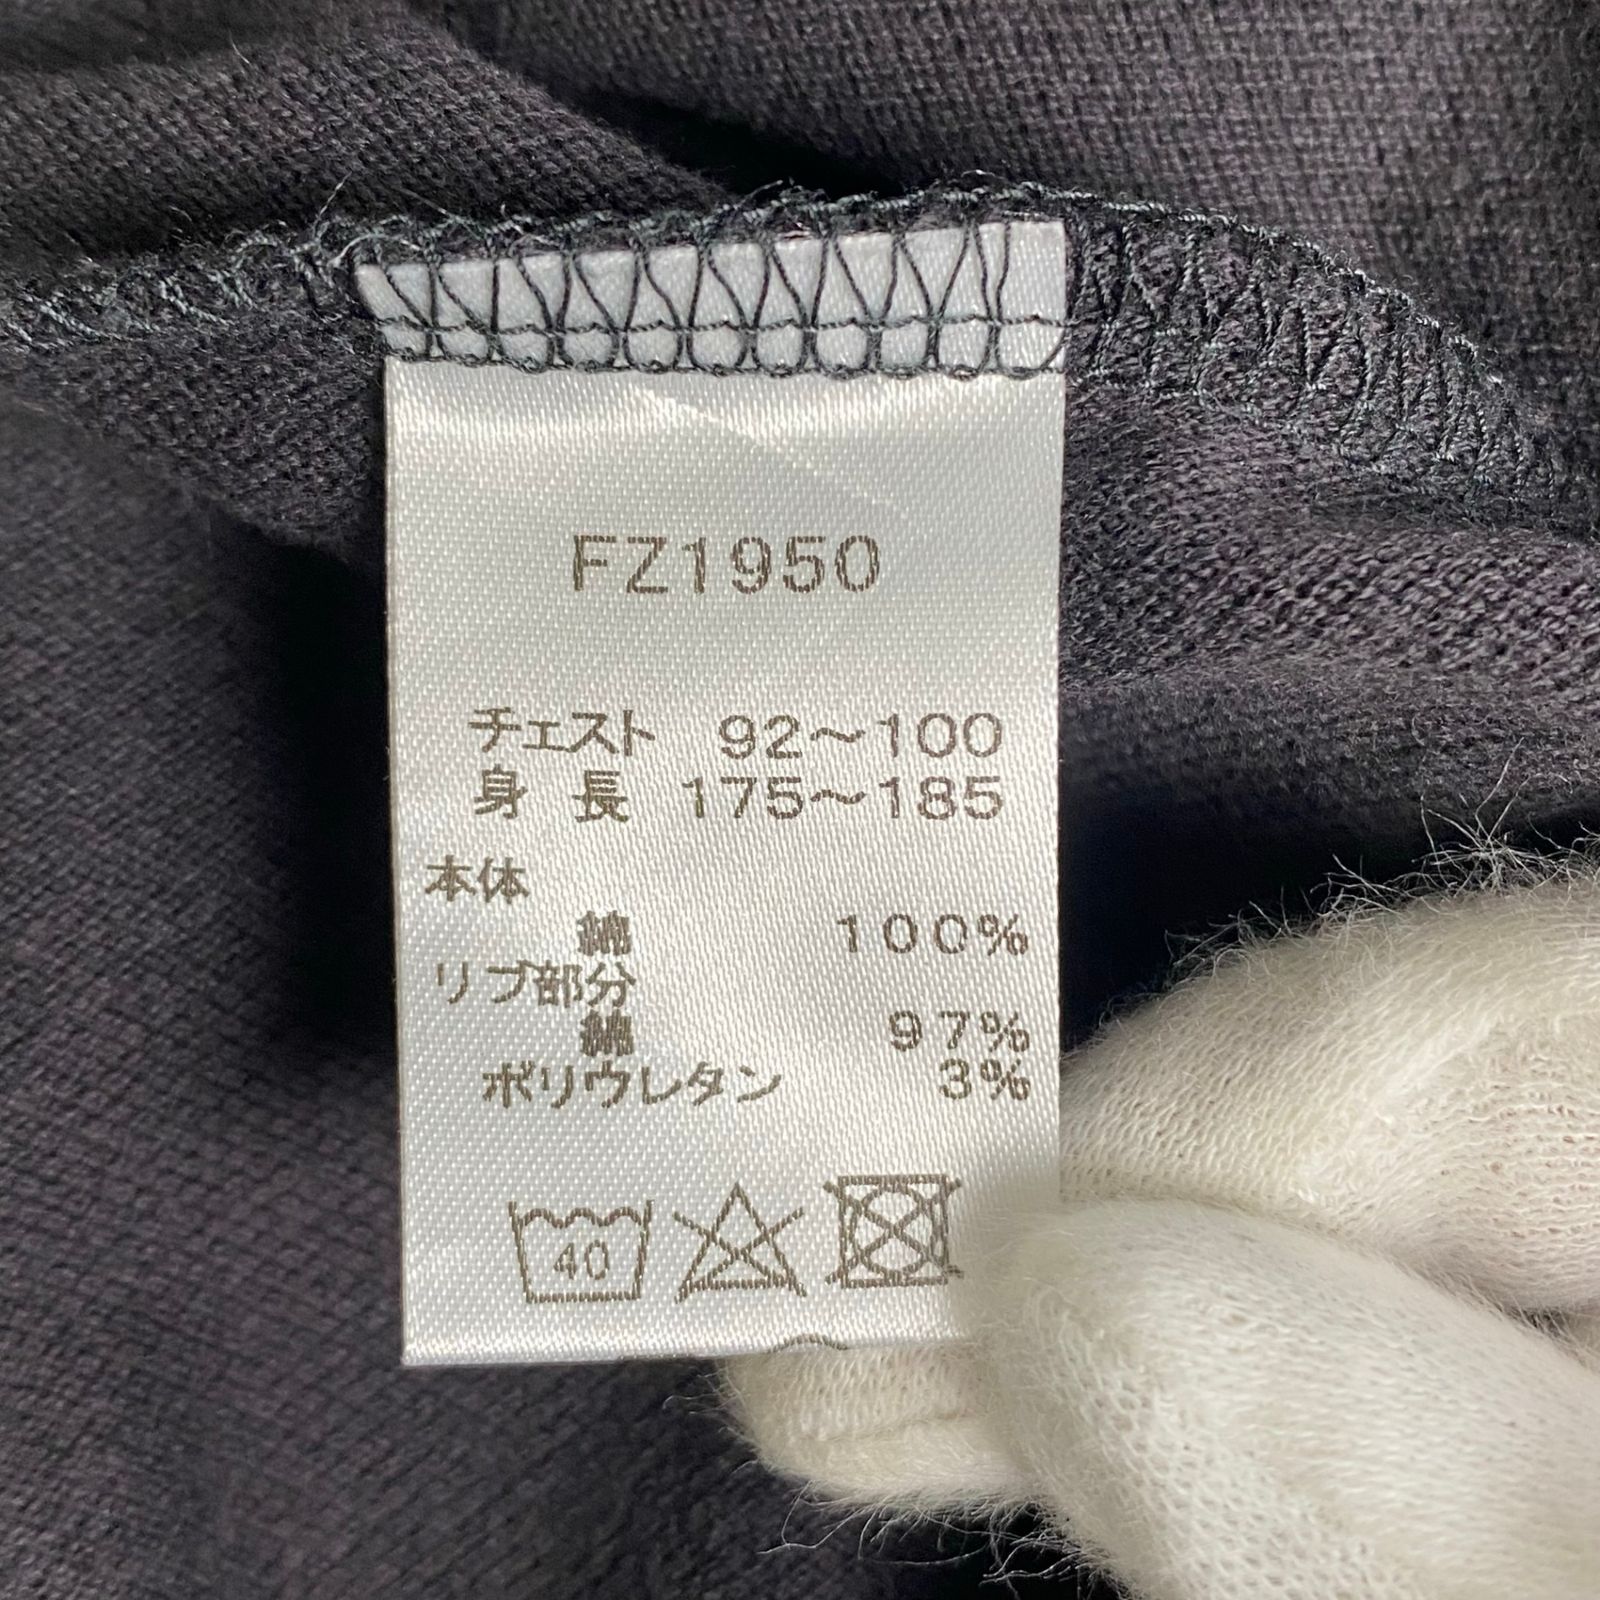 FZ1950
チェスト 92～100
身 長 175～185
本体
綿 100%
リブ部分
綿 97%
ポリウレタン 3%
40